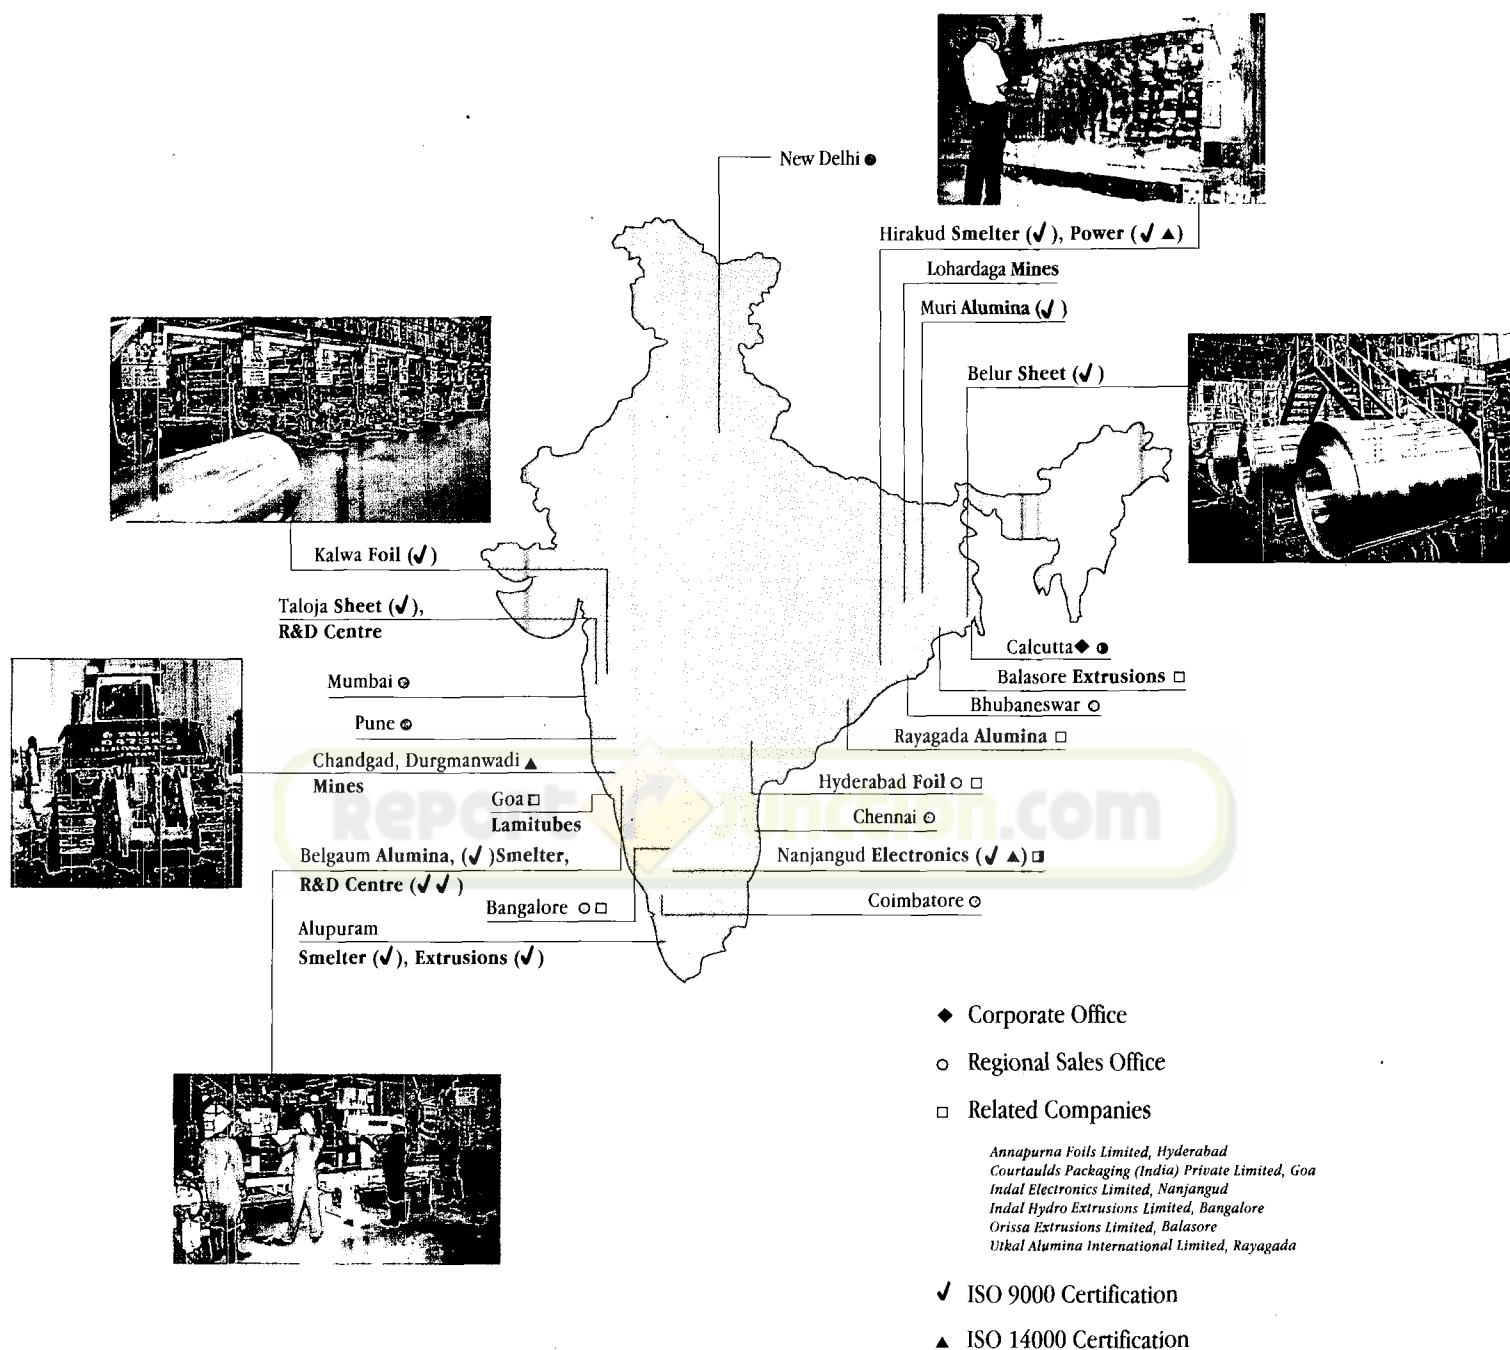 New Delhi ●
Hirakud Smelter (✓), Power (✓ ▲)
Lohardaga Mines
Muri Alumina (✓)
Belur Sheet (✓)
Kalwa Foil (✓)
Taloja Sheet (✓),
R&D Centre
Mumbai ○
Pune ○
Chandgad, Durgmanwadi ▲
Mines
Goa □
Lamitubes
Belgaum Alumina, (✓) Smelter,
R&D Centre (✓ ✓)
Bangalore ○ □
Alupuram
Smelter (✓), Extrusions (✓)
Calcutta ◆ ○
Balasore Extrusions □
Bhubaneswar ○
Rayagada Alumina □
Hyderabad Foil ○ □
Chennai ○
Nanjangud Electronics (✓ ▲) □
Coimbatore ○
Report Junction.com
◆ Corporate Office
○ Regional Sales Office
□ Related Companies
Annapurna Foils Limited, Hyderabad
Courtaulds Packaging (India) Private Limited, Goa
Indal Electronics Limited, Nanjangud
Indal Hydro Extrusions Limited, Bangalore
Orissa Extrusions Limited, Balasore
Utkal Alumina International Limited, Rayagada
✓ ISO 9000 Certification
▲ ISO 14000 Certification